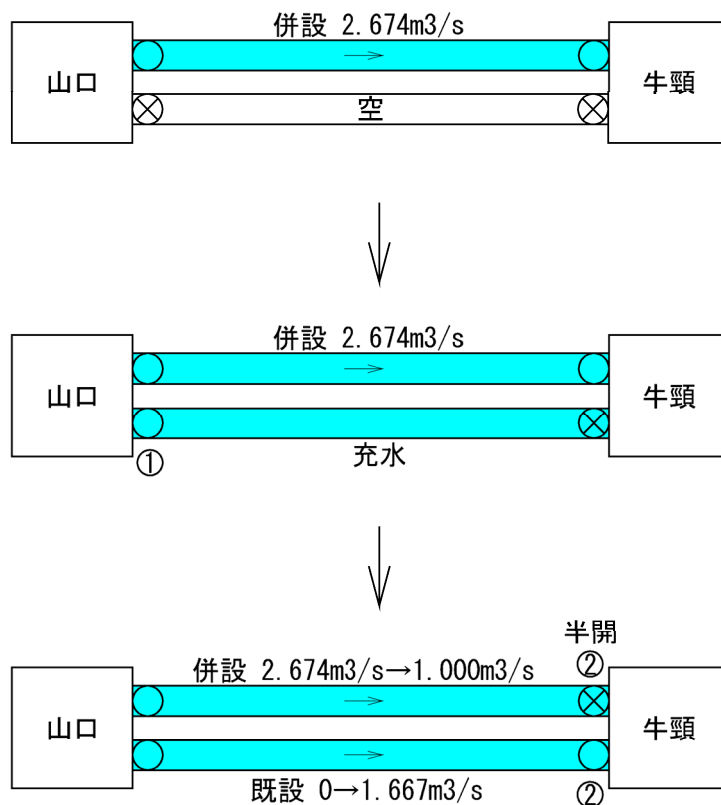 併設 2.674m3/s
山口
牛頸
空
併設 2.674m3/s
山口
牛頸
①
充水
半開
併設 2.674m3/s→1.000m3/s
②
山口
牛頸
既設 0→1.667m3/s
②